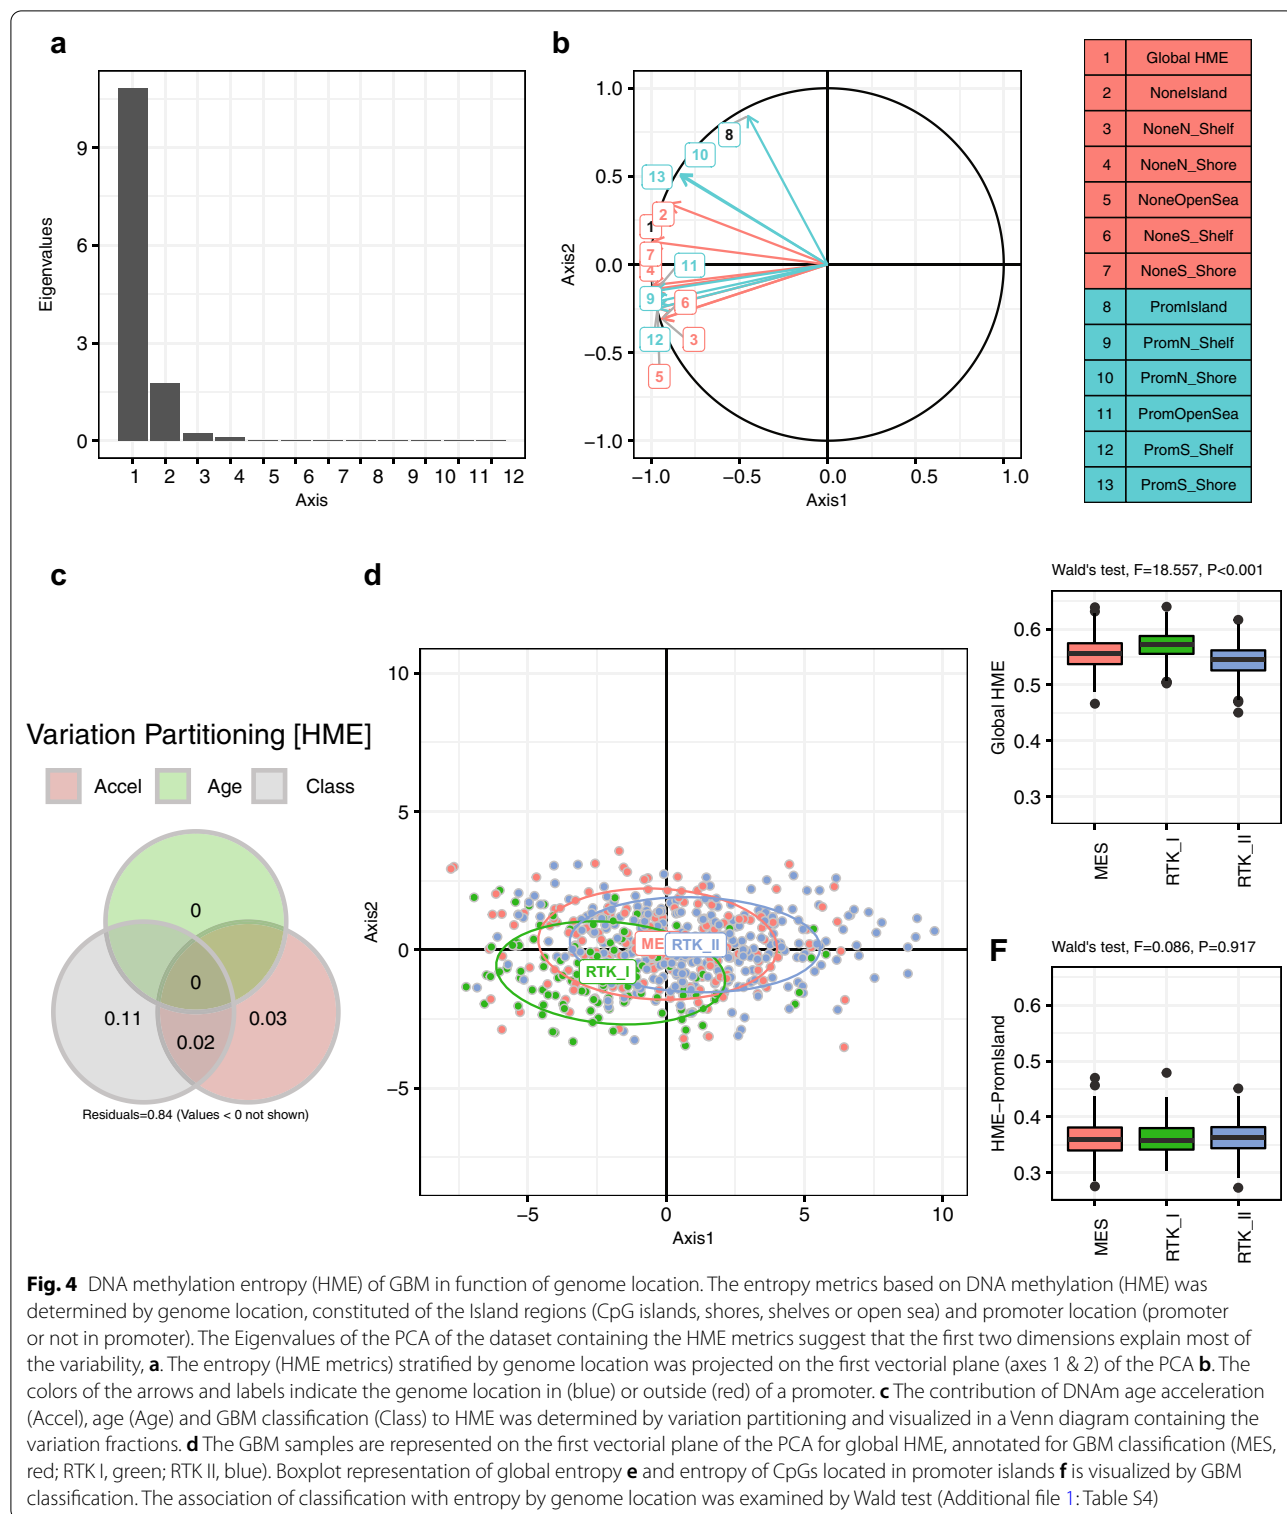 a
9
6
3
0
Eigenvalues
1 2 3 4 5 6 7 8 9 10 11 12
Axis
b
1.0
0.5
0.0
−0.5
−1.0
Axis2
8
10
13
2
1
7
4
11
9
6
12
3
5
−1.0 −0.5 0.0 0.5 1.0
Axis1
1 Global HME
2 NoneIsland
3 NoneN_Shelf
4 NoneN_Shore
5 NoneOpenSea
6 NoneS_Shelf
7 NoneS_Shore
8 PromIsland
9 PromN_Shelf
10 PromN_Shore
11 PromOpenSea
12 PromS_Shelf
13 PromS_Shore
c
Variation Partitioning [HME]
Accel Age Class
0
0
0.11
0.03
0.02
Residuals=0.84 (Values < 0 not shown)
d
10
5
0
−5
Axis2
ME
RTK_II
RTK_I
−5 0 5 10
Axis1
Wald's test, F=18.557, P<0.001
0.6
0.5
0.4
0.3
Global HME
MES RTK_I RTK_II
F
Wald's test, F=0.086, P=0.917
0.6
0.5
0.4
0.3
HME−PromIsland
MES RTK_I RTK_II
Fig. 4 DNA methylation entropy (HME) of GBM in function of genome location. The entropy metrics based on DNA methylation (HME) was
determined by genome location, constituted of the Island regions (CpG islands, shores, shelves or open sea) and promoter location (promoter
or not in promoter). The Eigenvalues of the PCA of the dataset containing the HME metrics suggest that the first two dimensions explain most of
the variability, a. The entropy (HME metrics) stratified by genome location was projected on the first vectorial plane (axes 1 & 2) of the PCA b. The
colors of the arrows and labels indicate the genome location in (blue) or outside (red) of a promoter. c The contribution of DNAm age acceleration
(Accel), age (Age) and GBM classification (Class) to HME was determined by variation partitioning and visualized in a Venn diagram containing the
variation fractions. d The GBM samples are represented on the first vectorial plane of the PCA for global HME, annotated for GBM classification (MES,
red; RTK I, green; RTK II, blue). Boxplot representation of global entropy e and entropy of CpGs located in promoter islands f is visualized by GBM
classification. The association of classification with entropy by genome location was examined by Wald test (Additional file 1: Table S4)